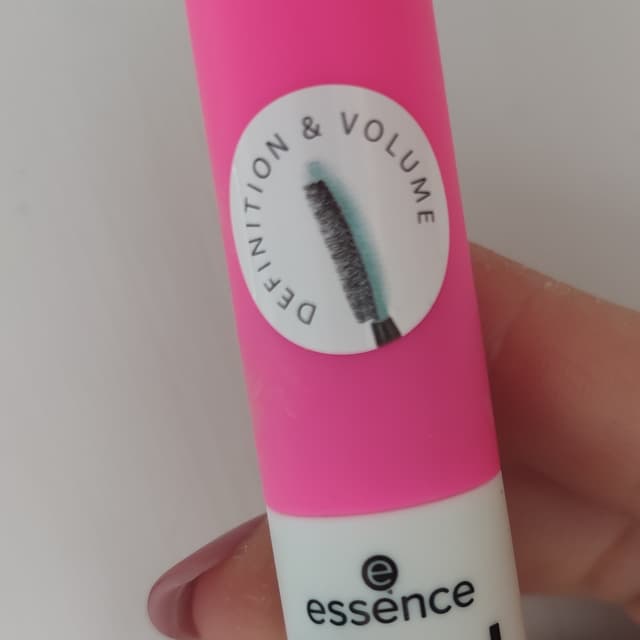 DEFINITION & VOLUME
e
essence